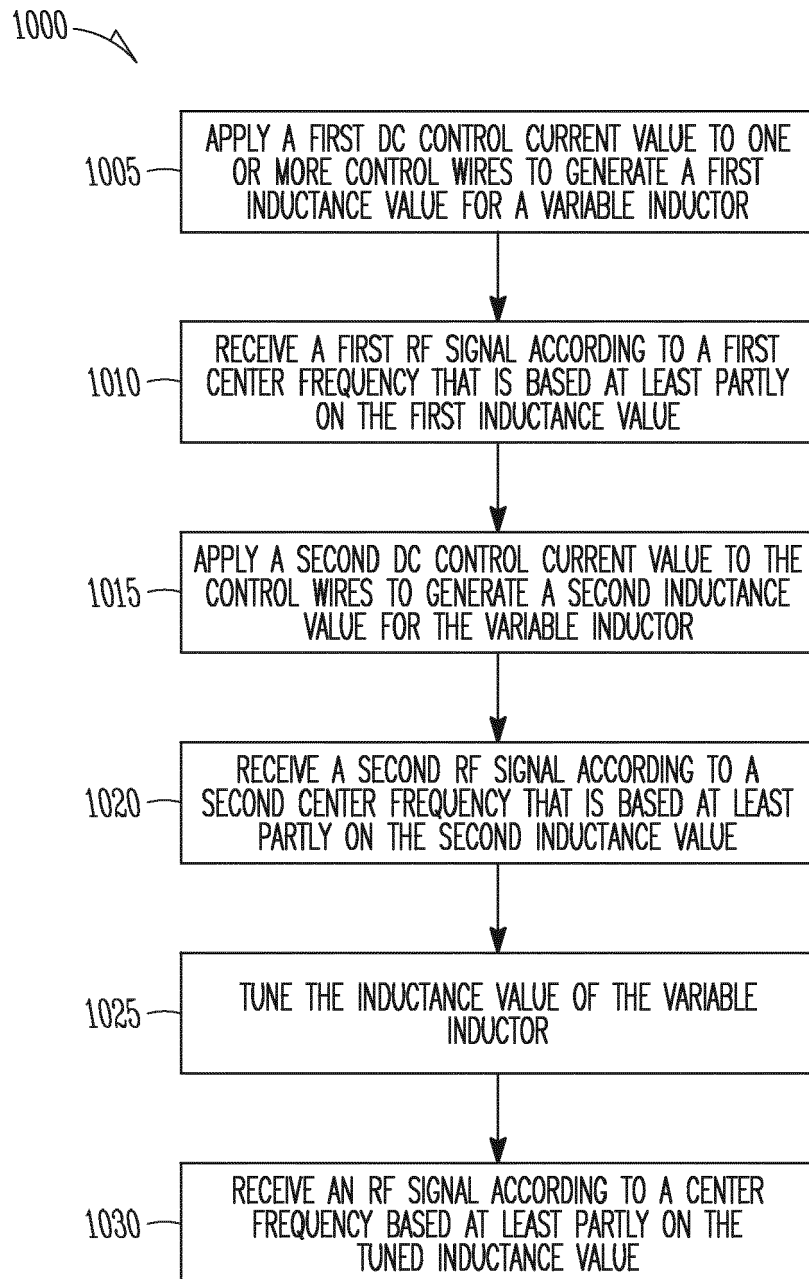 1000
1005
APPLY A FIRST DC CONTROL CURRENT VALUE TO ONE
OR MORE CONTROL WIRES TO GENERATE A FIRST
INDUCTANCE VALUE FOR A VARIABLE INDUCTOR
1010
RECEIVE A FIRST RF SIGNAL ACCORDING TO A FIRST
CENTER FREQUENCY THAT IS BASED AT LEAST PARTLY
ON THE FIRST INDUCTANCE VALUE
1015
APPLY A SECOND DC CONTROL CURRENT VALUE TO THE
CONTROL WIRES TO GENERATE A SECOND INDUCTANCE
VALUE FOR THE VARIABLE INDUCTOR
1020
RECEIVE A SECOND RF SIGNAL ACCORDING TO A
SECOND CENTER FREQUENCY THAT IS BASED AT LEAST
PARTLY ON THE SECOND INDUCTANCE VALUE
1025
TUNE THE INDUCTANCE VALUE OF THE VARIABLE
INDUCTOR
1030
RECEIVE AN RF SIGNAL ACCORDING TO A CENTER
FREQUENCY BASED AT LEAST PARTLY ON THE
TUNED INDUCTANCE VALUE